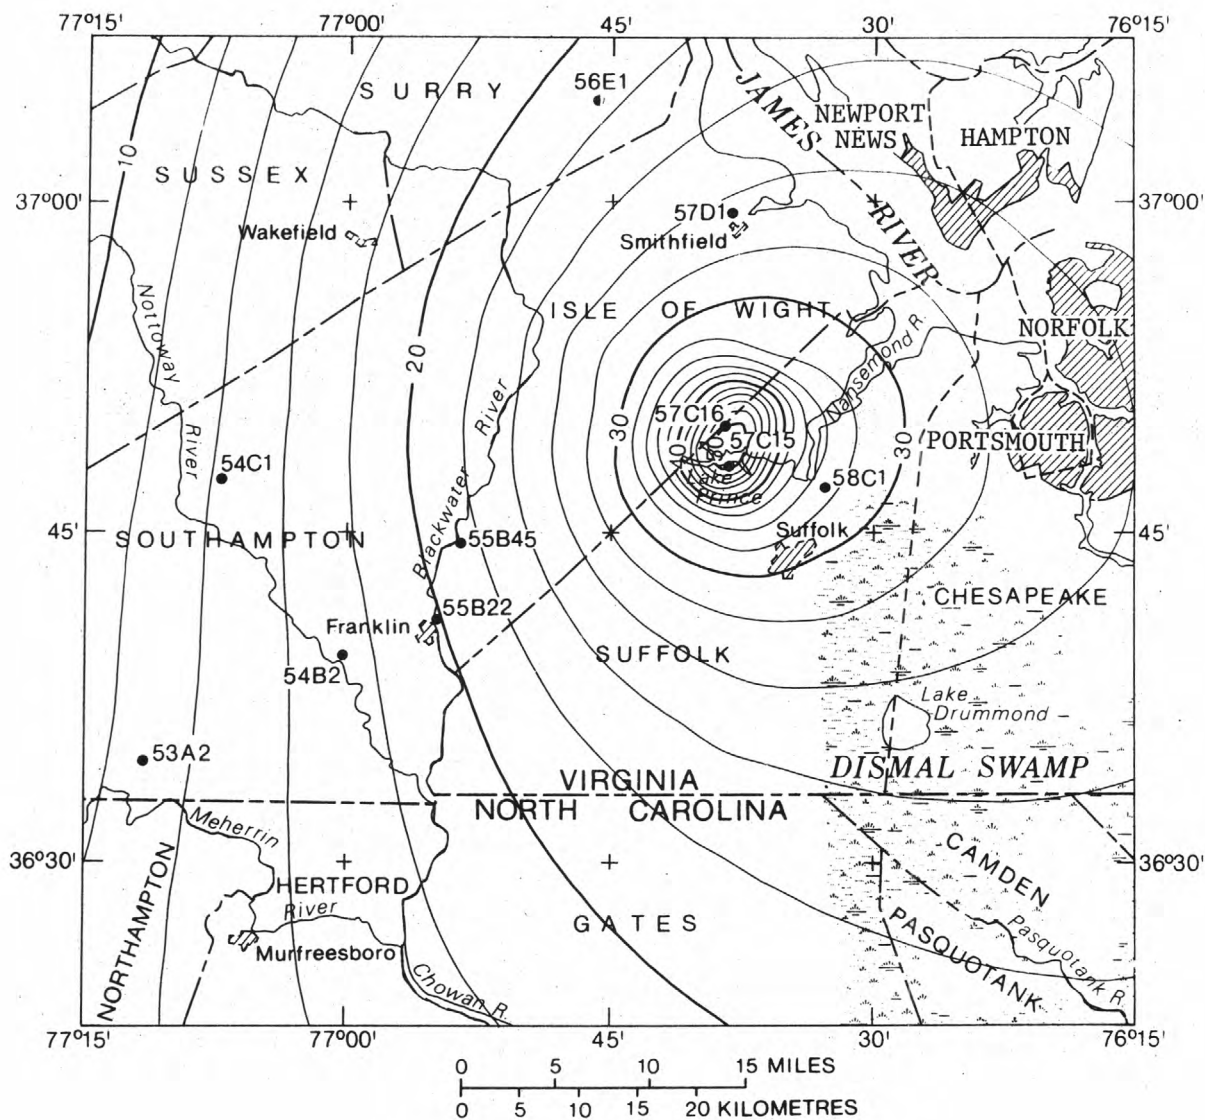 77°15' 77°00' 45' 30' 76°15'
SURRY
56E1
JAMES
RIVER
NEWPORT
NEWS
HAMPTON
10
SUSSEX
37°00'
57D1
37°00'
Wakefield
Smithfield
Nottoway
River
ISLE OF WIGHT
NORFOLK
20
Nansemond R.
River
30
57C16
57C15
30
PORTSMOUTH
54C1
Lake
Prince
58C1
45'
SOUTHAMPTON
Blackwater
55B45
Suffolk
45'
CHESAPEAKE
55B22
Franklin
SUFFOLK
54B2
Lake
Drummond
53A2
VIRGINIA
DISMAL SWAMP
NORTH CAROLINA
Meherrin
CAMDEN
36°30'
36°30'
NORTHAMPTON
HERTFORD
River
GATES
PASQUOTANK
Pasquotank R.
Murfreesboro
Chowan R.
77°15' 77°00' 45' 30' 76°15'
0 5 10 15 MILES
0 5 10 15 20 KILOMETRES